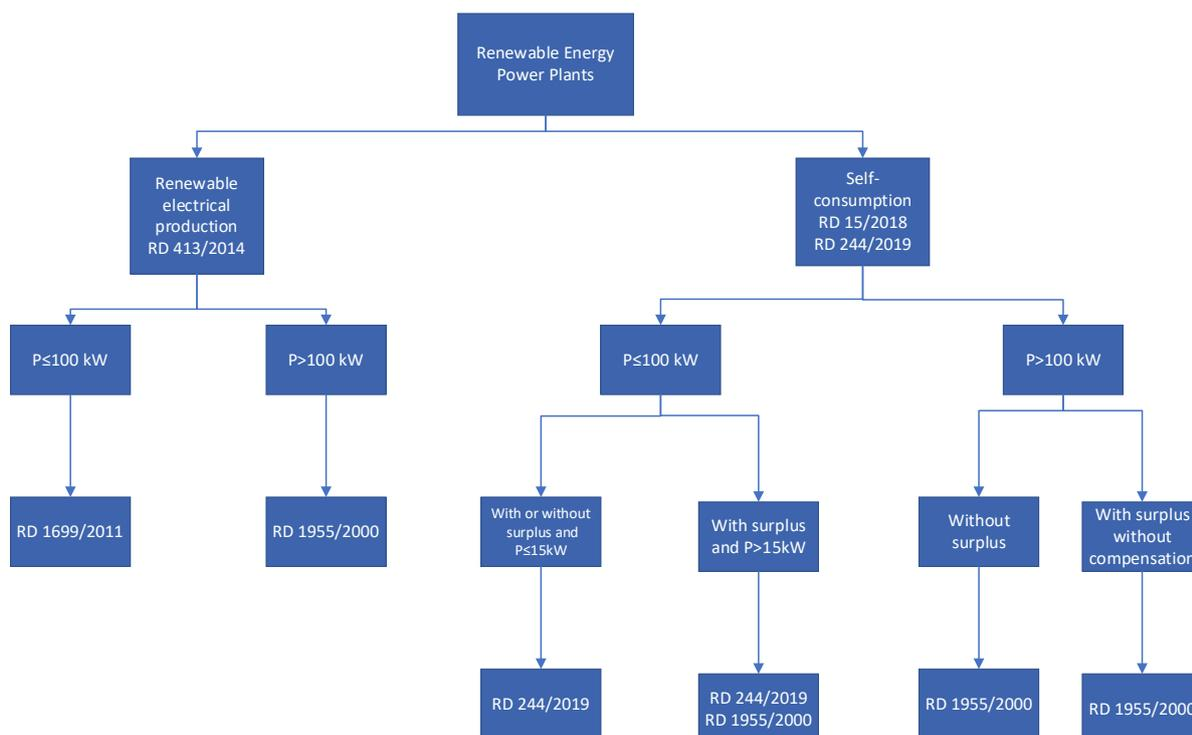 Renewable Energy
Power Plants
Renewable
electrical
production
RD 413/2014
Self-
consumption
RD 15/2018
RD 244/2019
P≤100 kW
P>100 kW
P≤100 kW
P>100 kW
RD 1699/2011
RD 1955/2000
With or without
surplus and
P≤15kW
With surplus
and P>15kW
Without
surplus
With surplus
without
compensation
RD 244/2019
RD 244/2019
RD 1955/2000
RD 1955/2000
RD 1955/2000